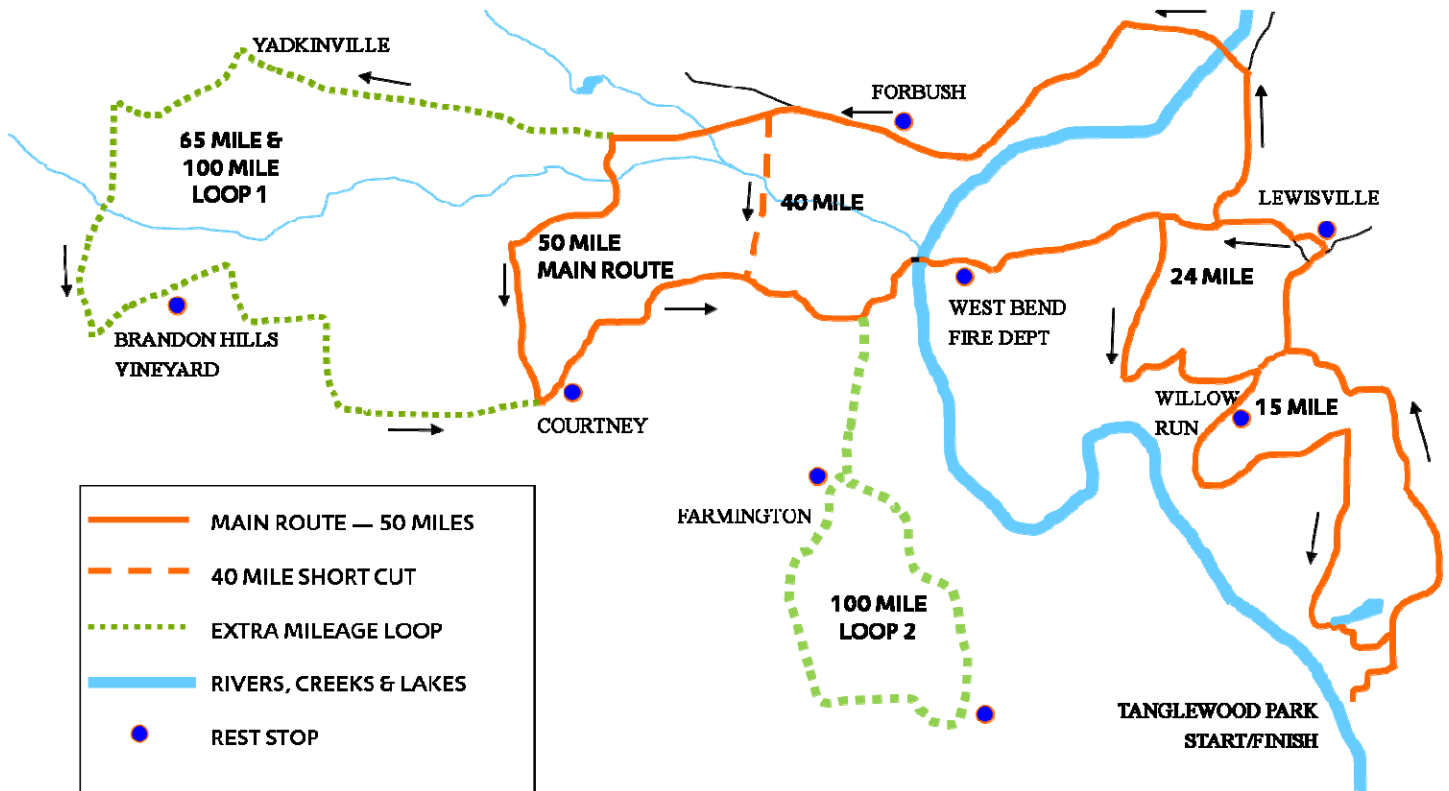 YADKINVILLE
FORBUSH
65 MILE &
100 MILE
LOOP 1
40 MILE
LEWISVILLE
50 MILE
MAIN ROUTE
24 MILE
WEST BEND
FIRE DEPT
BRANDON HILLS
VINEYARD
COURTNEY
WILLOW
RUN
15 MILE
FARMINGTON
100 MILE
LOOP 2
TANGLEWOOD PARK
START/FINISH
MAIN ROUTE — 50 MILES
40 MILE SHORT CUT
EXTRA MILEAGE LOOP
RIVERS, CREEKS & LAKES
REST STOP